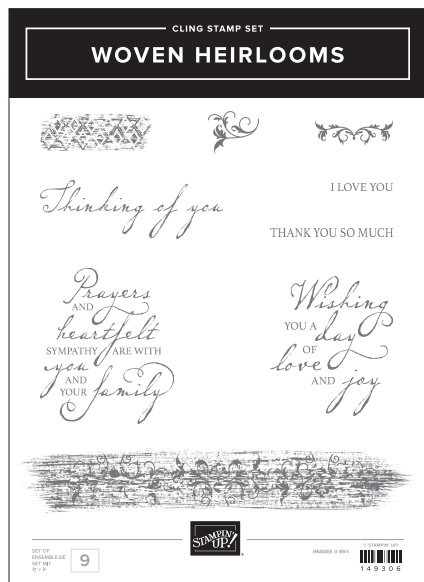 CLING STAMP SET
WOVEN HEIRLOOMS
Thinking of you
I LOVE YOU
THANK YOU SO MUCH
Prayers
AND
heartfelt
SYMPATHY ARE WITH
you
AND
YOUR family
Wishing
YOU A day
OF
love
AND joy
STAMPIN' UP!
SET OF
ENSEMBLE DE
SET MIT
セット
9
IMAGES @ 85%
© STAMPIN' UP!
149306